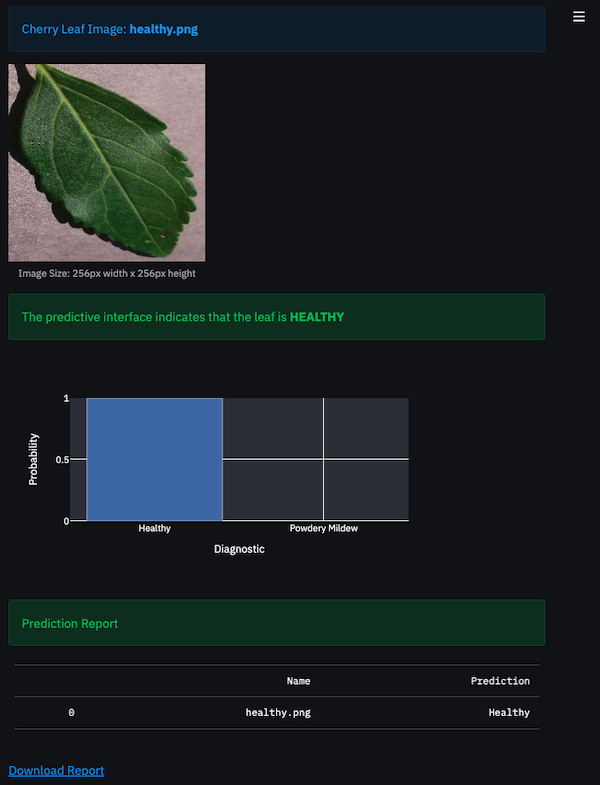 Cherry Leaf Image: healthy.png
Image Size: 256px width x 256px height
The predictive interface indicates that the leaf is HEALTHY
1
0.5
0
Probability
Healthy Powdery Mildew
Diagnostic
Prediction Report
Name Prediction
0 healthy.png Healthy
Download Report